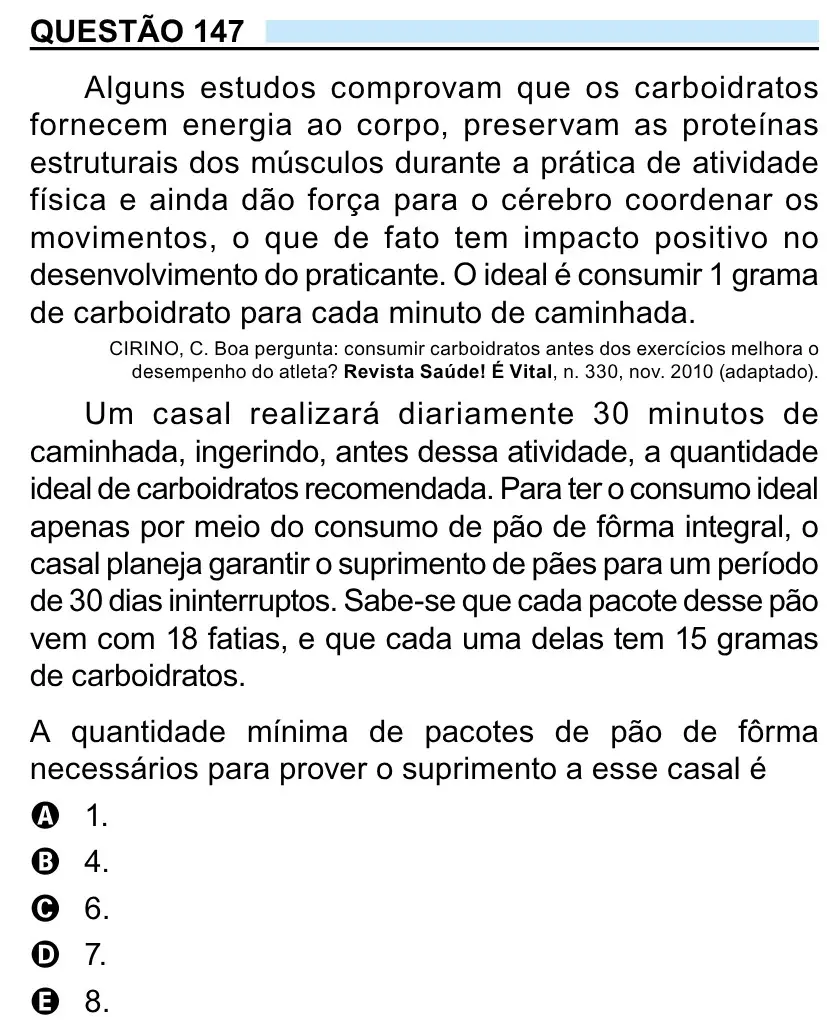 QUESTÃO 147
Alguns estudos comprovam que os carboidratos
fornecem energia ao corpo, preservam as proteínas
estruturais dos músculos durante a prática de atividade
física e ainda dão força para o cérebro coordenar os
movimentos, o que de fato tem impacto positivo no
desenvolvimento do praticante. O ideal é consumir 1 grama
de carboidrato para cada minuto de caminhada.
CIRINO, C. Boa pergunta: consumir carboidratos antes dos exercícios melhora o
desempenho do atleta? Revista Saúde! É Vital, n. 330, nov. 2010 (adaptado).
Um casal realizará diariamente 30 minutos de
caminhada, ingerindo, antes dessa atividade, a quantidade
ideal de carboidratos recomendada. Para ter o consumo ideal
apenas por meio do consumo de pão de fôrma integral, o
casal planeja garantir o suprimento de pães para um período
de 30 dias ininterruptos. Sabe-se que cada pacote desse pão
vem com 18 fatias, e que cada uma delas tem 15 gramas
de carboidratos.
A quantidade mínima de pacotes de pão de fôrma
necessários para prover o suprimento a esse casal é
A 1.
B 4.
C 6.
D 7.
E 8.